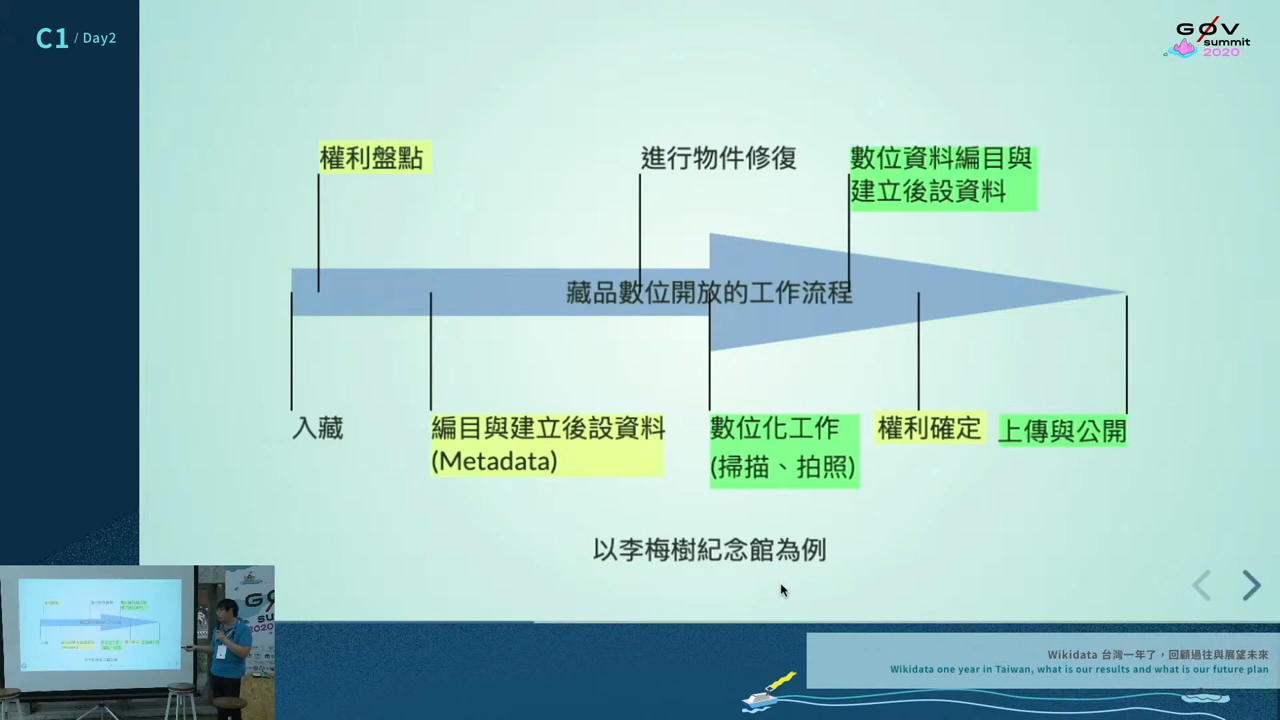 C1 / Day2
GØV
summit
2020
權利盤點
進行物件修復
數位資料編目與
建立後設資料
藏品數位開放的工作流程
入藏
編目與建立後設資料
(Metadata)
數位化工作
(掃描、拍照)
權利確定
上傳與公開
以李梅樹紀念館為例
Wikidata 台灣一年了，回顧過往與展望未來
Wikidata one year in Taiwan, what is our results and what is our future plan